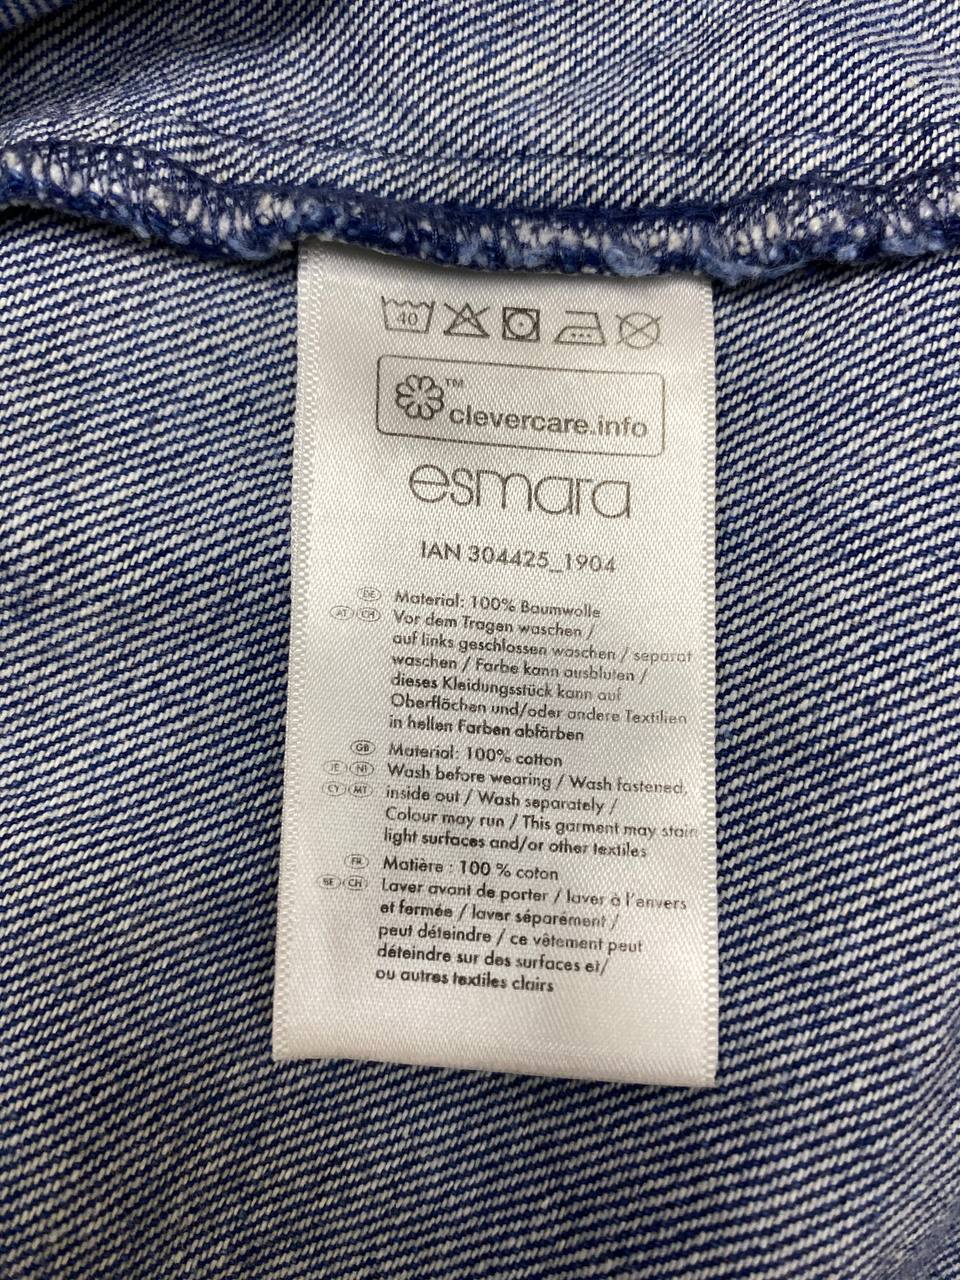 40
™
clevercare.info
esmara
IAN 304425_1904
DE Material: 100% Baumwolle
AT CH Vor dem Tragen waschen /
auf links geschlossen waschen / separat
waschen / Farbe kann ausbluten /
dieses Kleidungsstück kann auf
Oberflächen und/oder andere Textilien
in hellen Farben abfärben
GB Material: 100% cotton
IE NI Wash before wearing / Wash fastened,
CY MT inside out / Wash separately /
Colour may run / This garment may stain
light surfaces and/or other textiles
FR Matière : 100 % coton
BE CH Laver avant de porter / laver à l'envers
et fermée / laver séparément /
peut déteindre / ce vêtement peut
déteindre sur des surfaces et/
ou autres textiles clairs